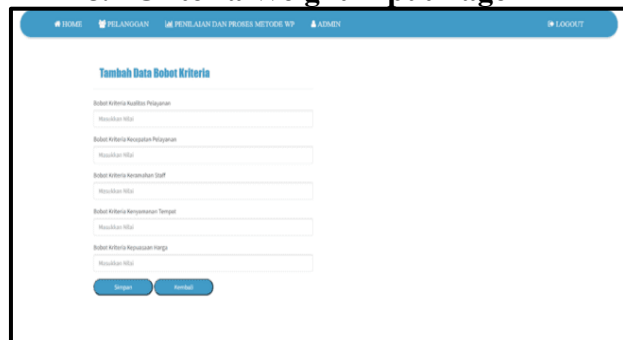 HOME PELANGGAN PENILAIAN DAN PROSES METODE WP ADMIN LOGOUT
Tambah Data Bobot Kriteria
Bobot Kriteria Kualitas Pelayanan
Masukkan Nilai
Bobot Kriteria Kecepatan Pelayanan
Masukkan Nilai
Bobot Kriteria Keramahan Staff
Masukkan Nilai
Bobot Kriteria Kenyamanan Tempat
Masukkan Nilai
Bobot Kriteria Kepuasaan Harga
Masukkan Nilai
Simpan Kembali